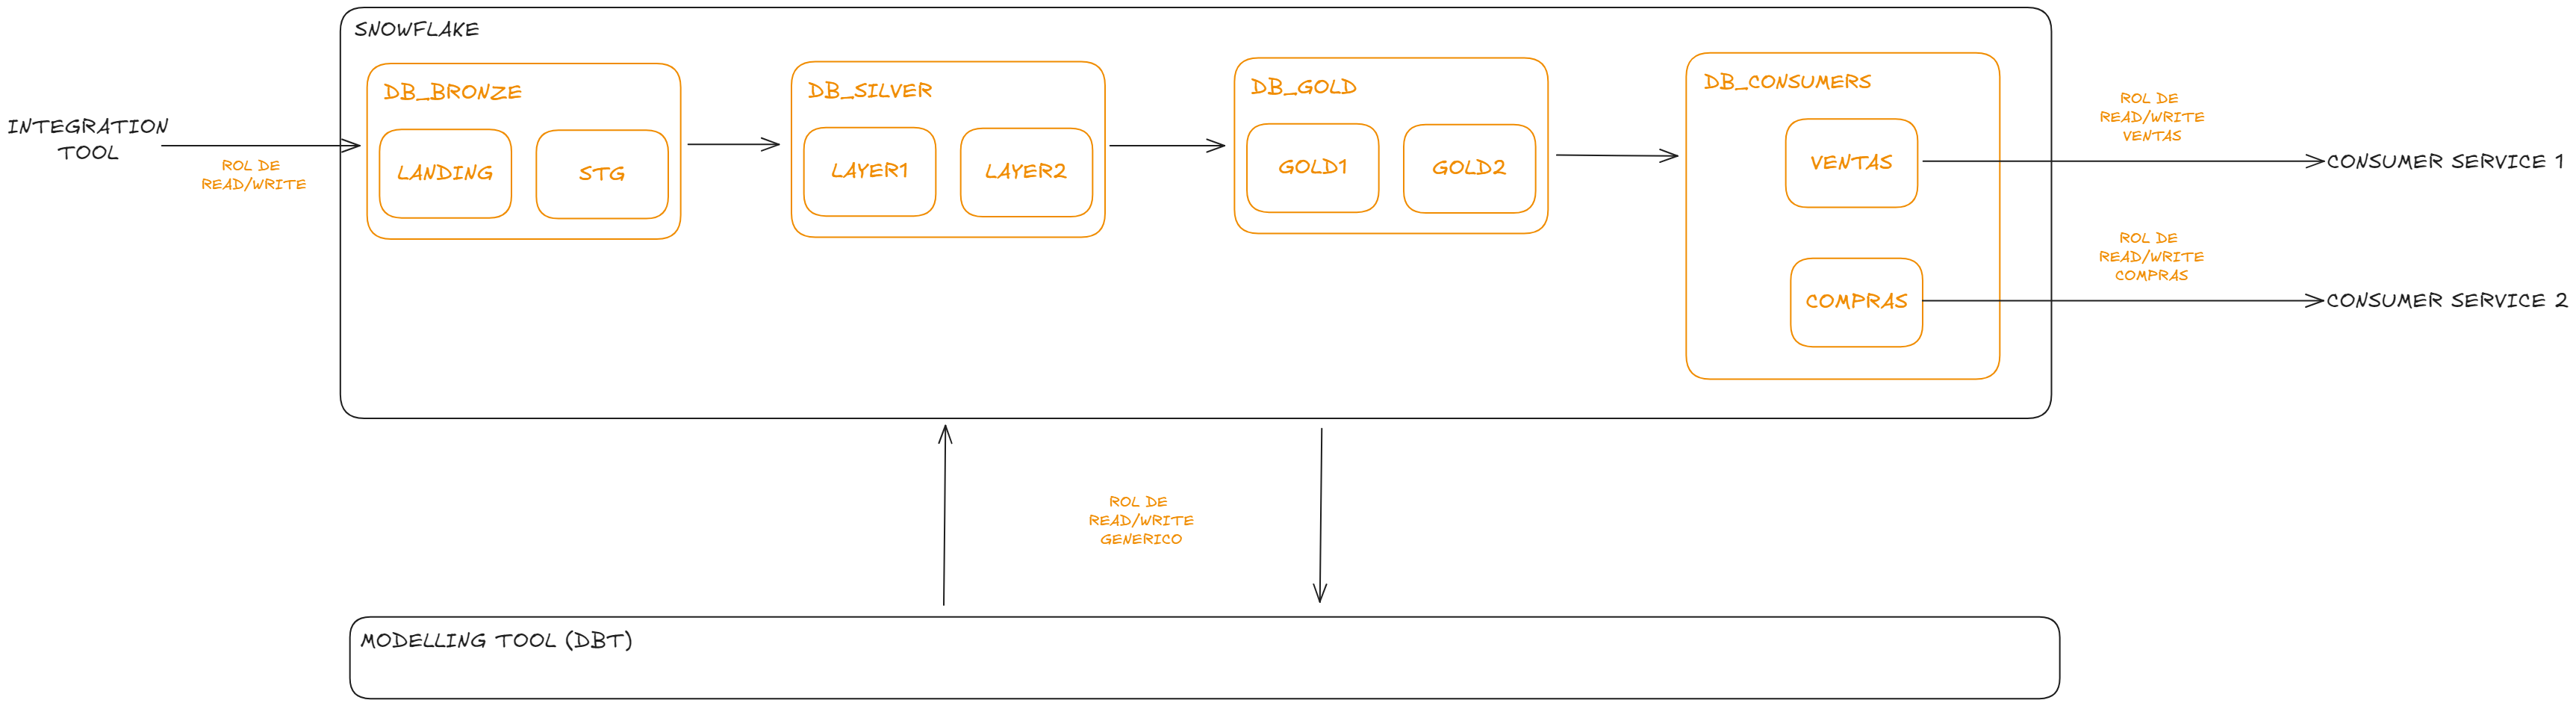 SNOWFLAKE
INTEGRATION
TOOL
ROL DE
READ/WRITE
DB_BRONZE
LANDING
STG
DB_SILVER
LAYER1
LAYER2
DB_GOLD
GOLD1
GOLD2
DB_CONSUMERS
VENTAS
COMPRAS
ROL DE
READ/WRITE
VENTAS
CONSUMER SERVICE 1
ROL DE
READ/WRITE
COMPRAS
CONSUMER SERVICE 2
ROL DE
READ/WRITE
GENERICO
MODELLING TOOL (DBT)